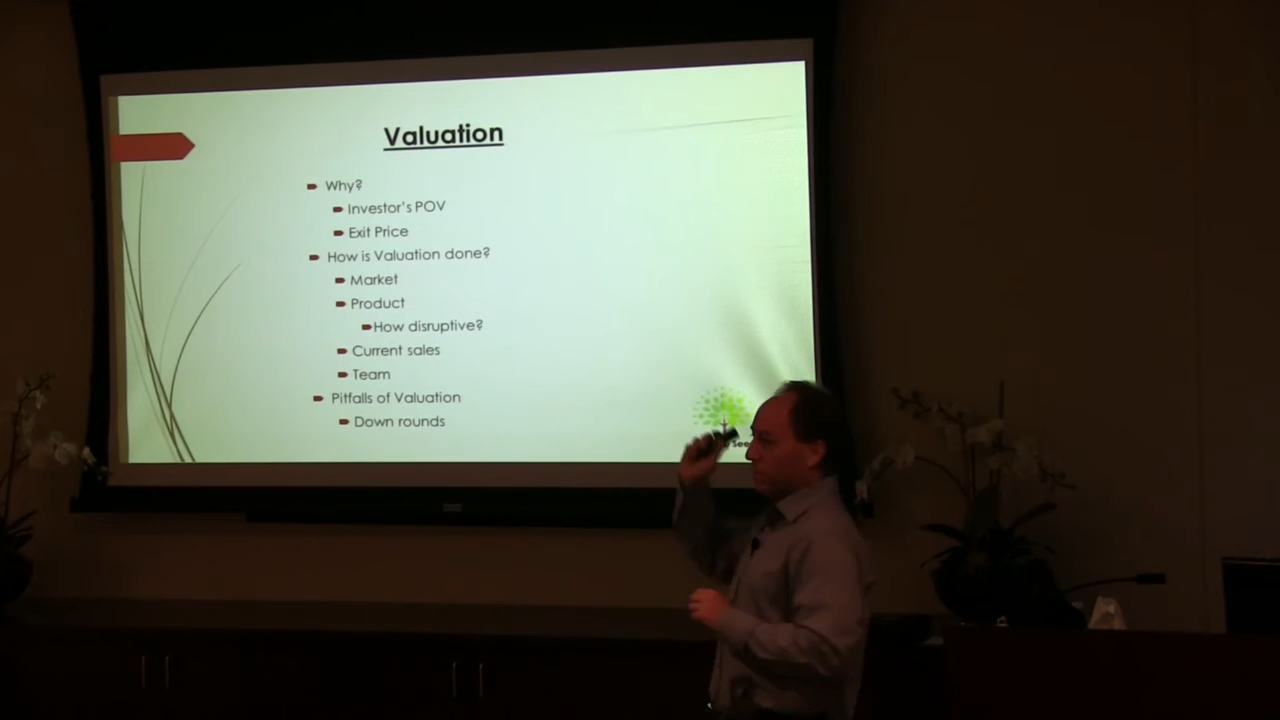 Valuation
Why?
Investor's POV
Exit Price
How is Valuation done?
Market
Product
How disruptive?
Current sales
Team
Pitfalls of Valuation
Down rounds